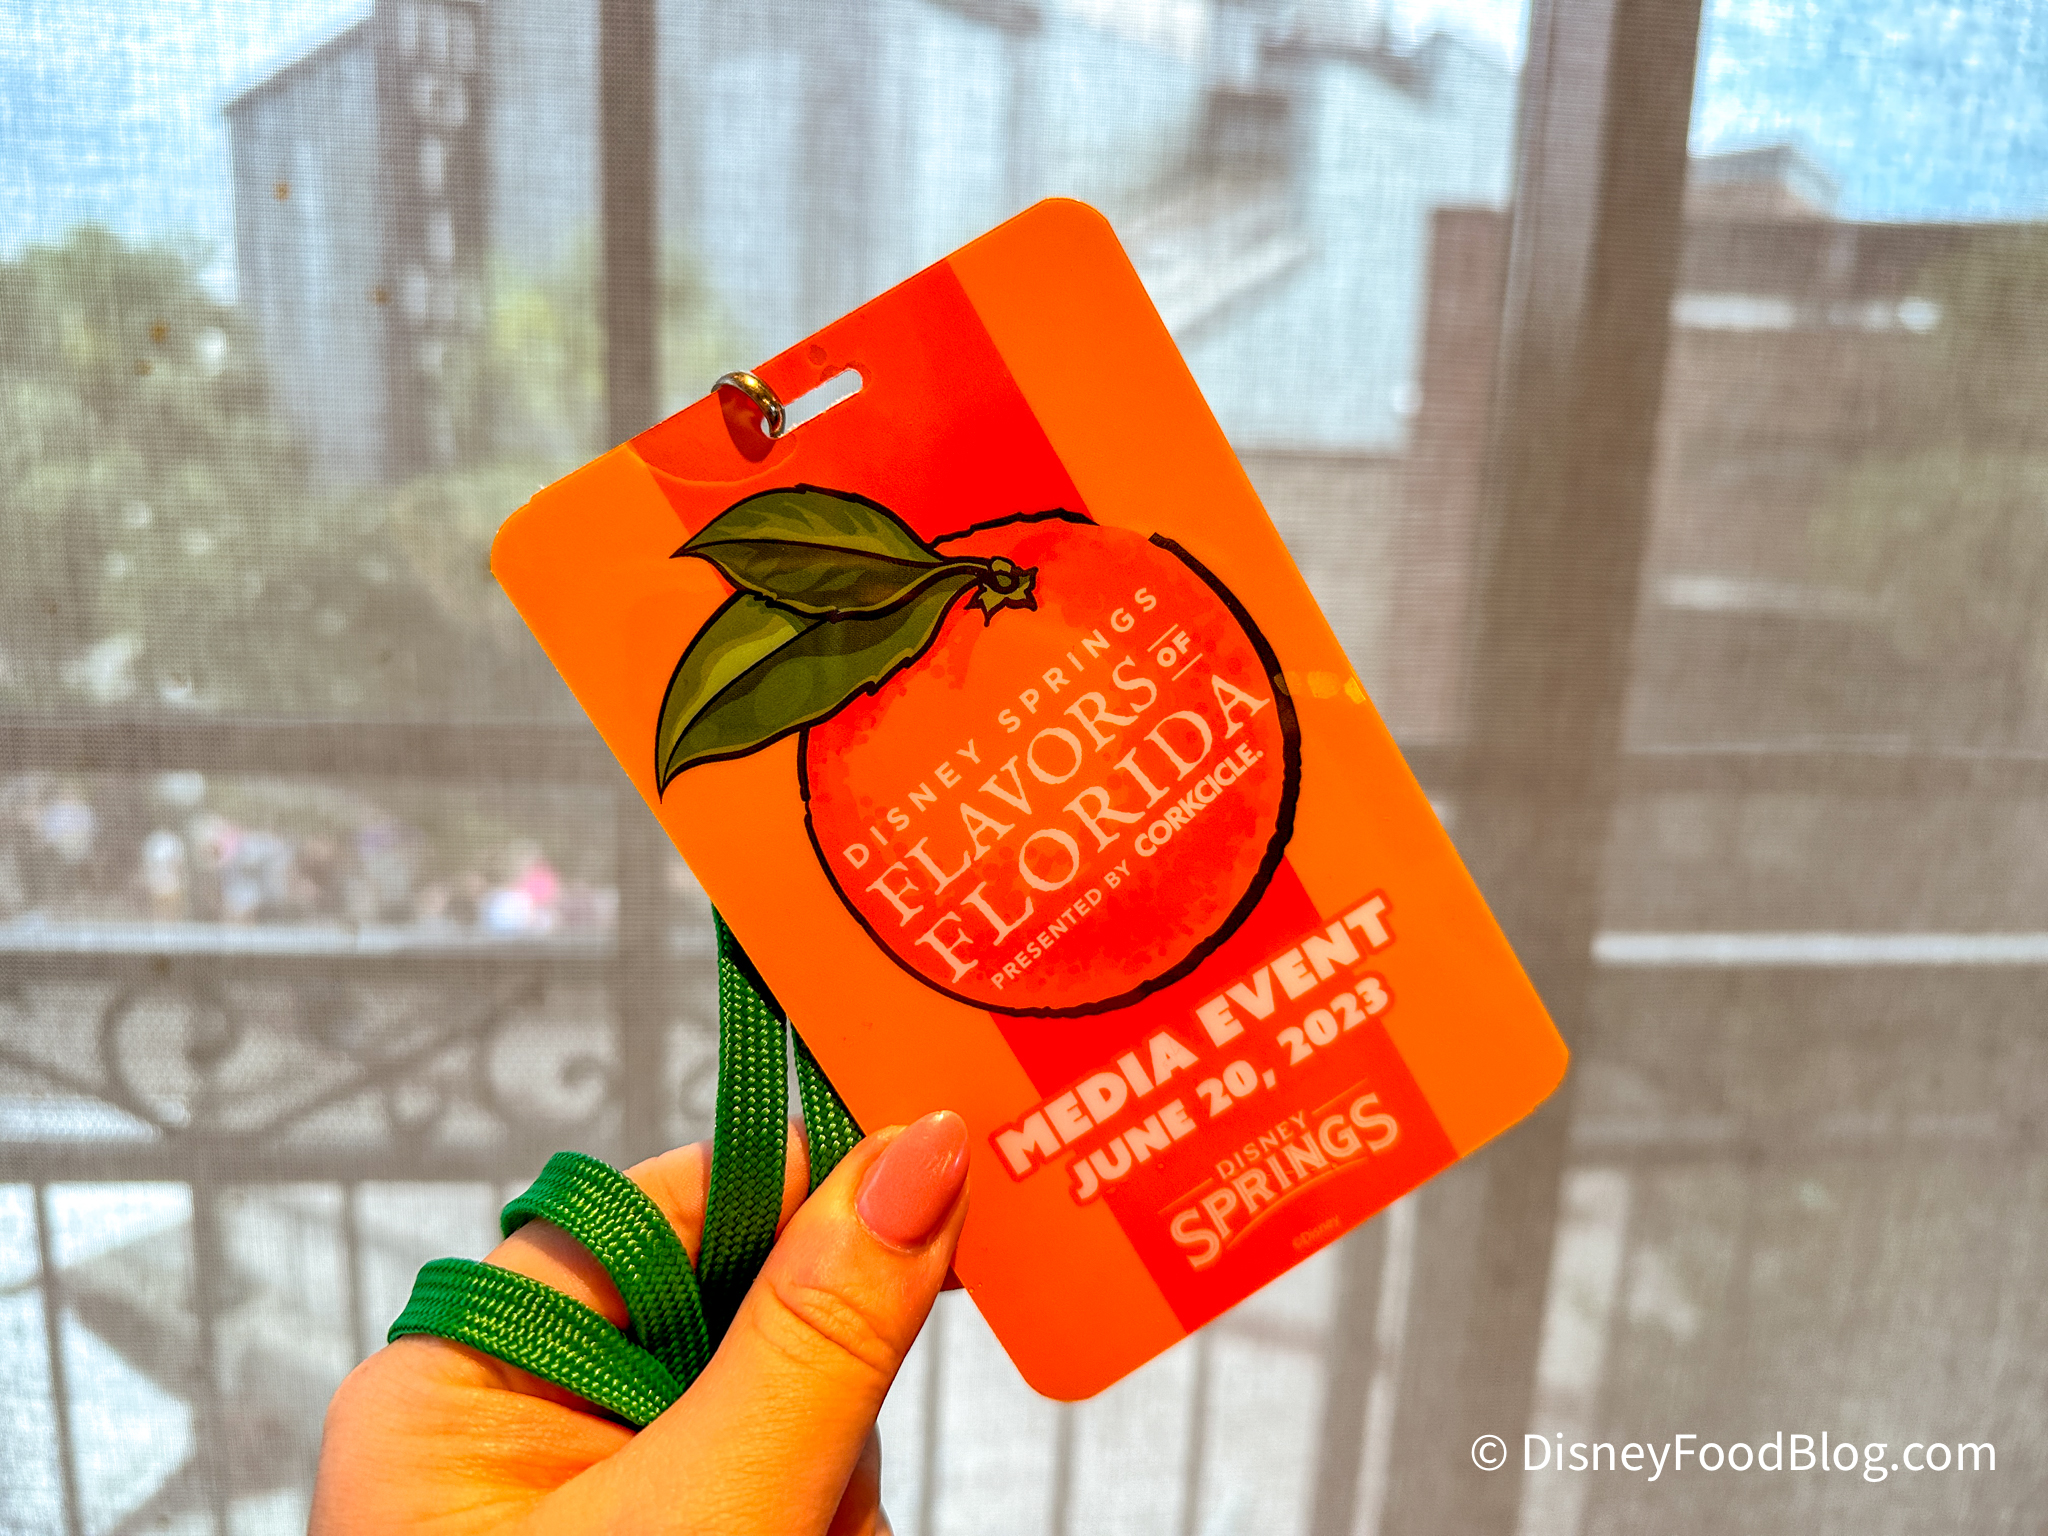 DISNEY SPRINGS
FLAVORS OF
FLORIDA
PRESENTED BY CORKCICLE.
MEDIA EVENT
JUNE 20, 2023
DISNEY
SPRINGS
©Disney
© DisneyFoodBlog.com